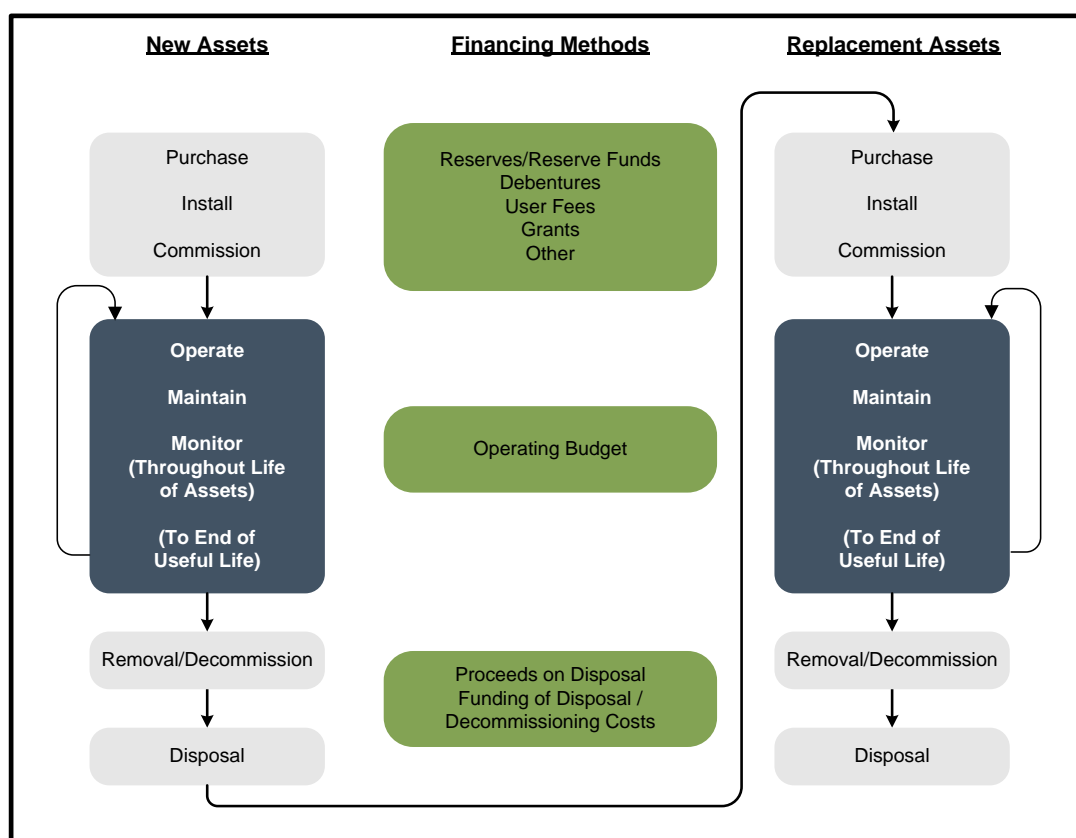 New Assets
Purchase
Install
Commission
Operate
Maintain
Monitor
(Throughout Life
of Assets)
(To End of
Useful Life)
Removal/Decommission
Disposal
Financing Methods
Reserves/Reserve Funds
Debentures
User Fees
Grants
Other
Operating Budget
Proceeds on Disposal
Funding of Disposal /
Decommissioning Costs
Replacement Assets
Purchase
Install
Commission
Operate
Maintain
Monitor
(Throughout Life
of Assets)
(To End of
Useful Life)
Removal/Decommission
Disposal